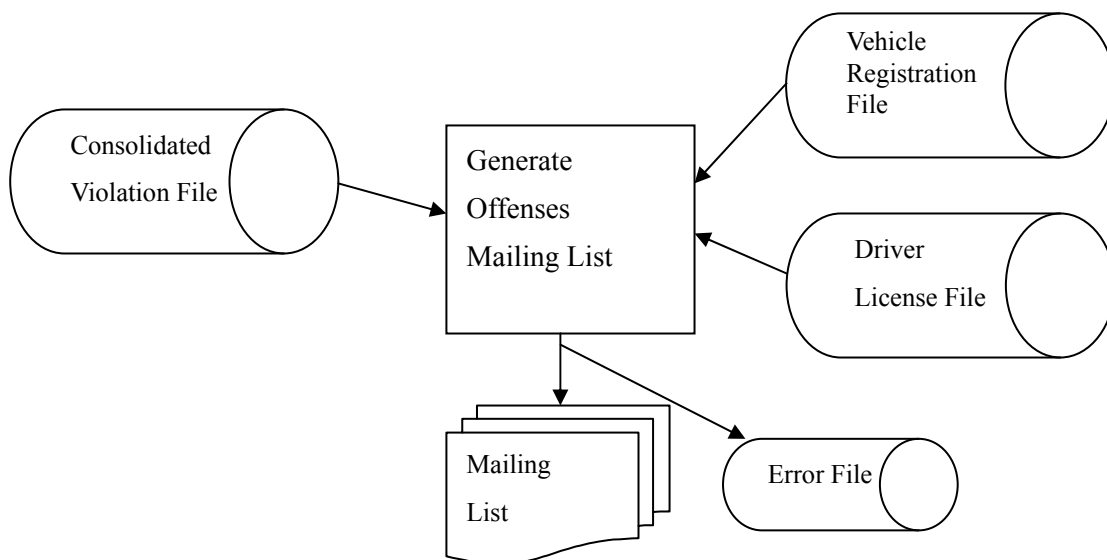 Consolidated
Violation File
Generate
Offenses
Mailing List
Vehicle
Registration
File
Driver
License File
Mailing
List
Error File